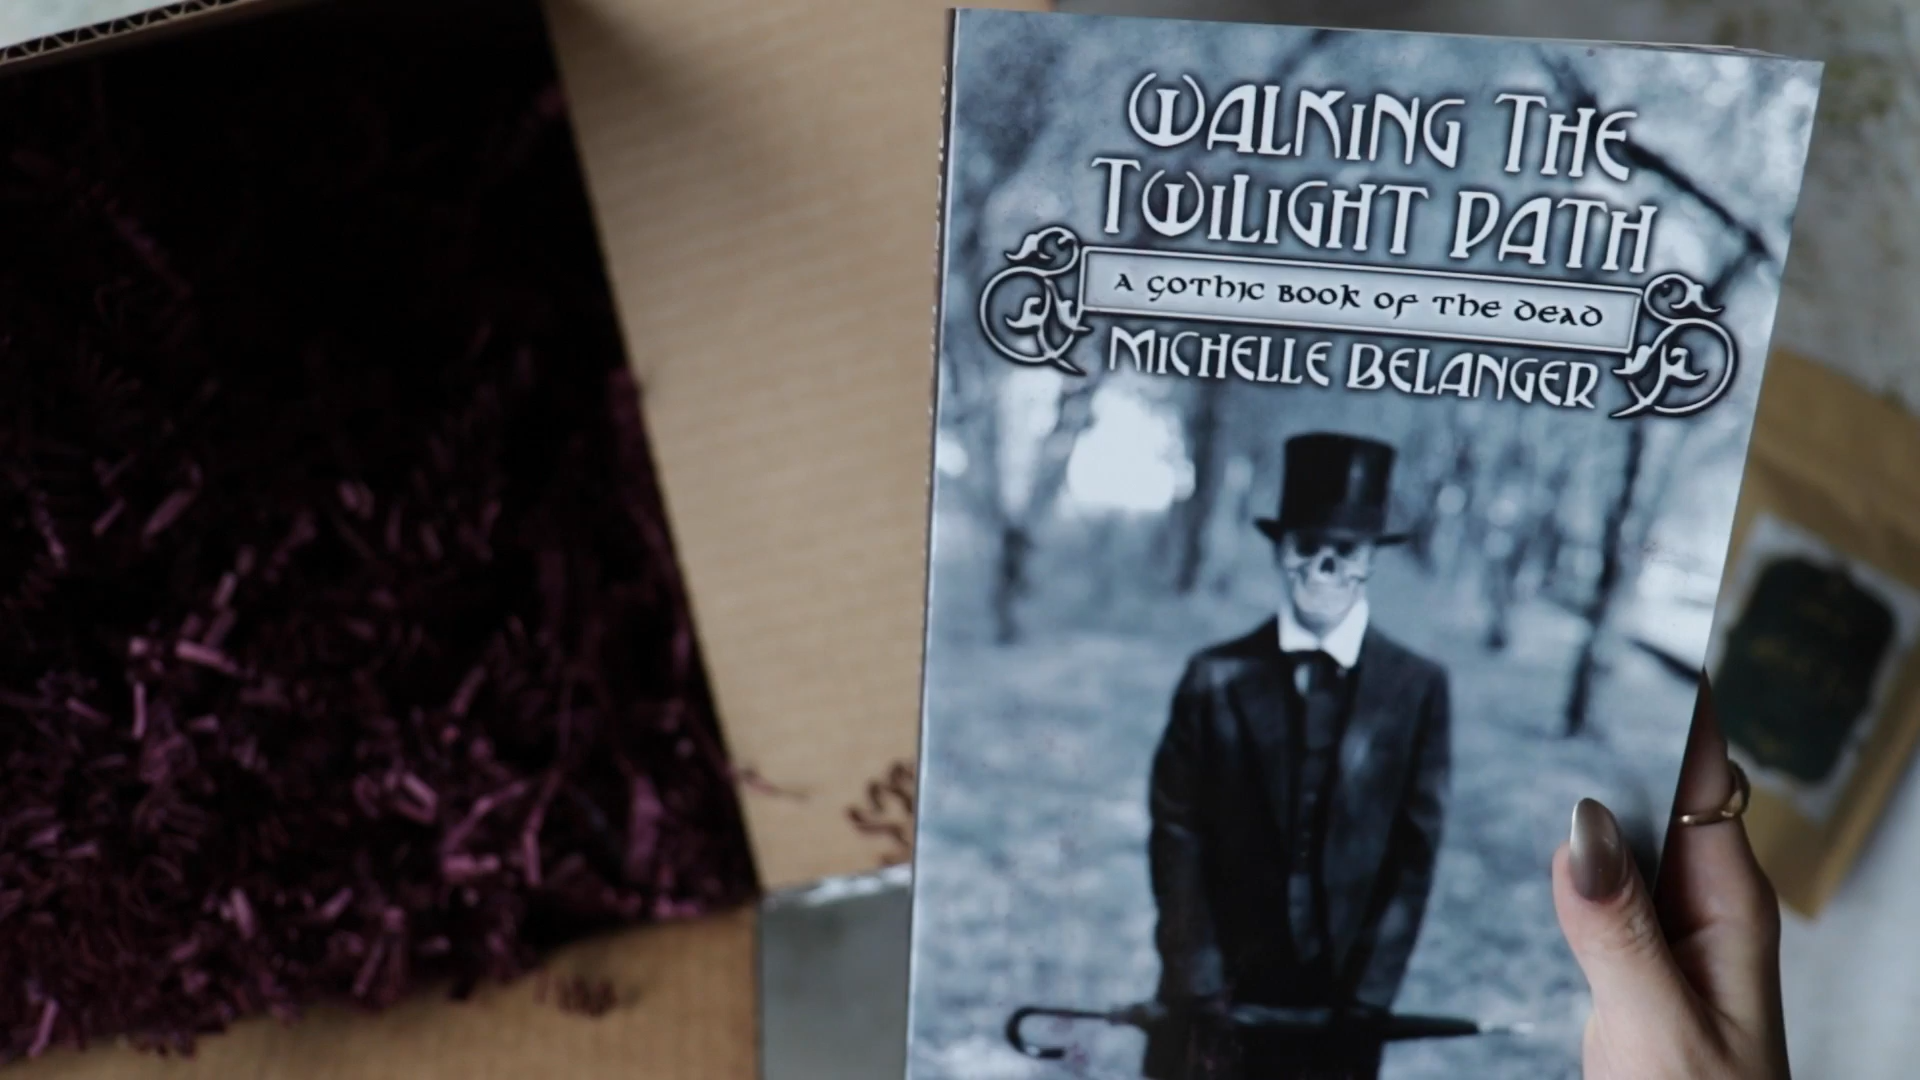 WALKING THE
TWILIGHT PATH
A GOTHIC BOOK OF THE DEAD
MICHELLE BELANGER